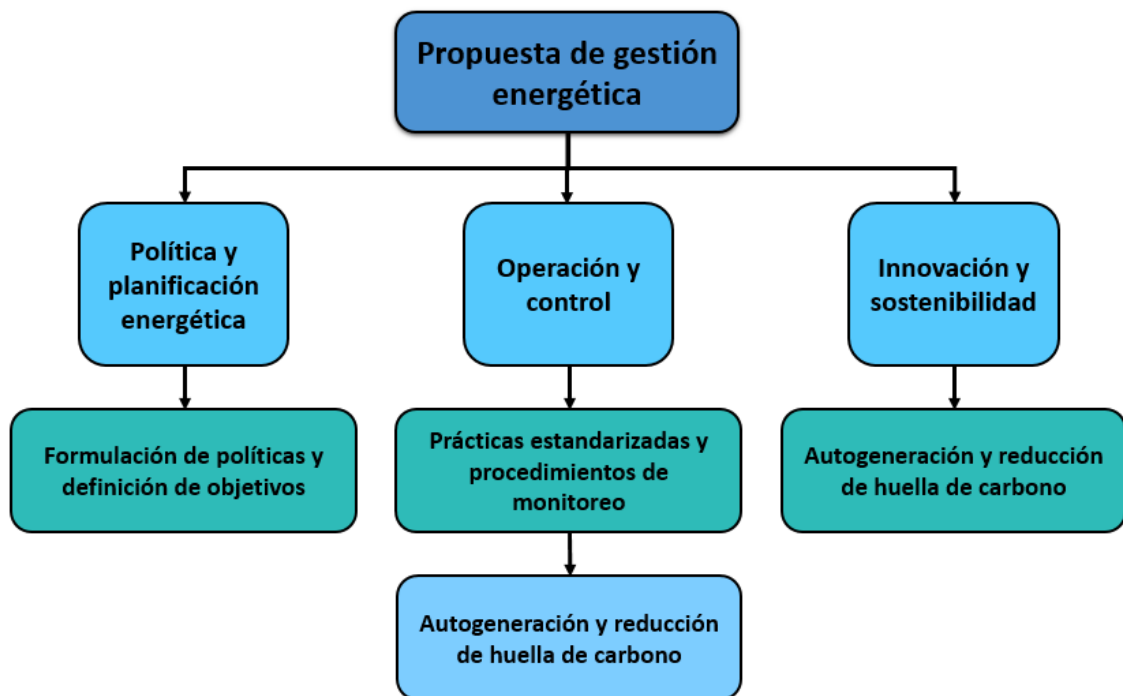 Propuesta de gestión
energética
Política y
planificación
energética
Operación y
control
Innovación y
sostenibilidad
Formulación de políticas y
definición de objetivos
Prácticas estandarizadas y
procedimientos de
monitoreo
Autogeneración y reducción
de huella de carbono
Autogeneración y reducción
de huella de carbono